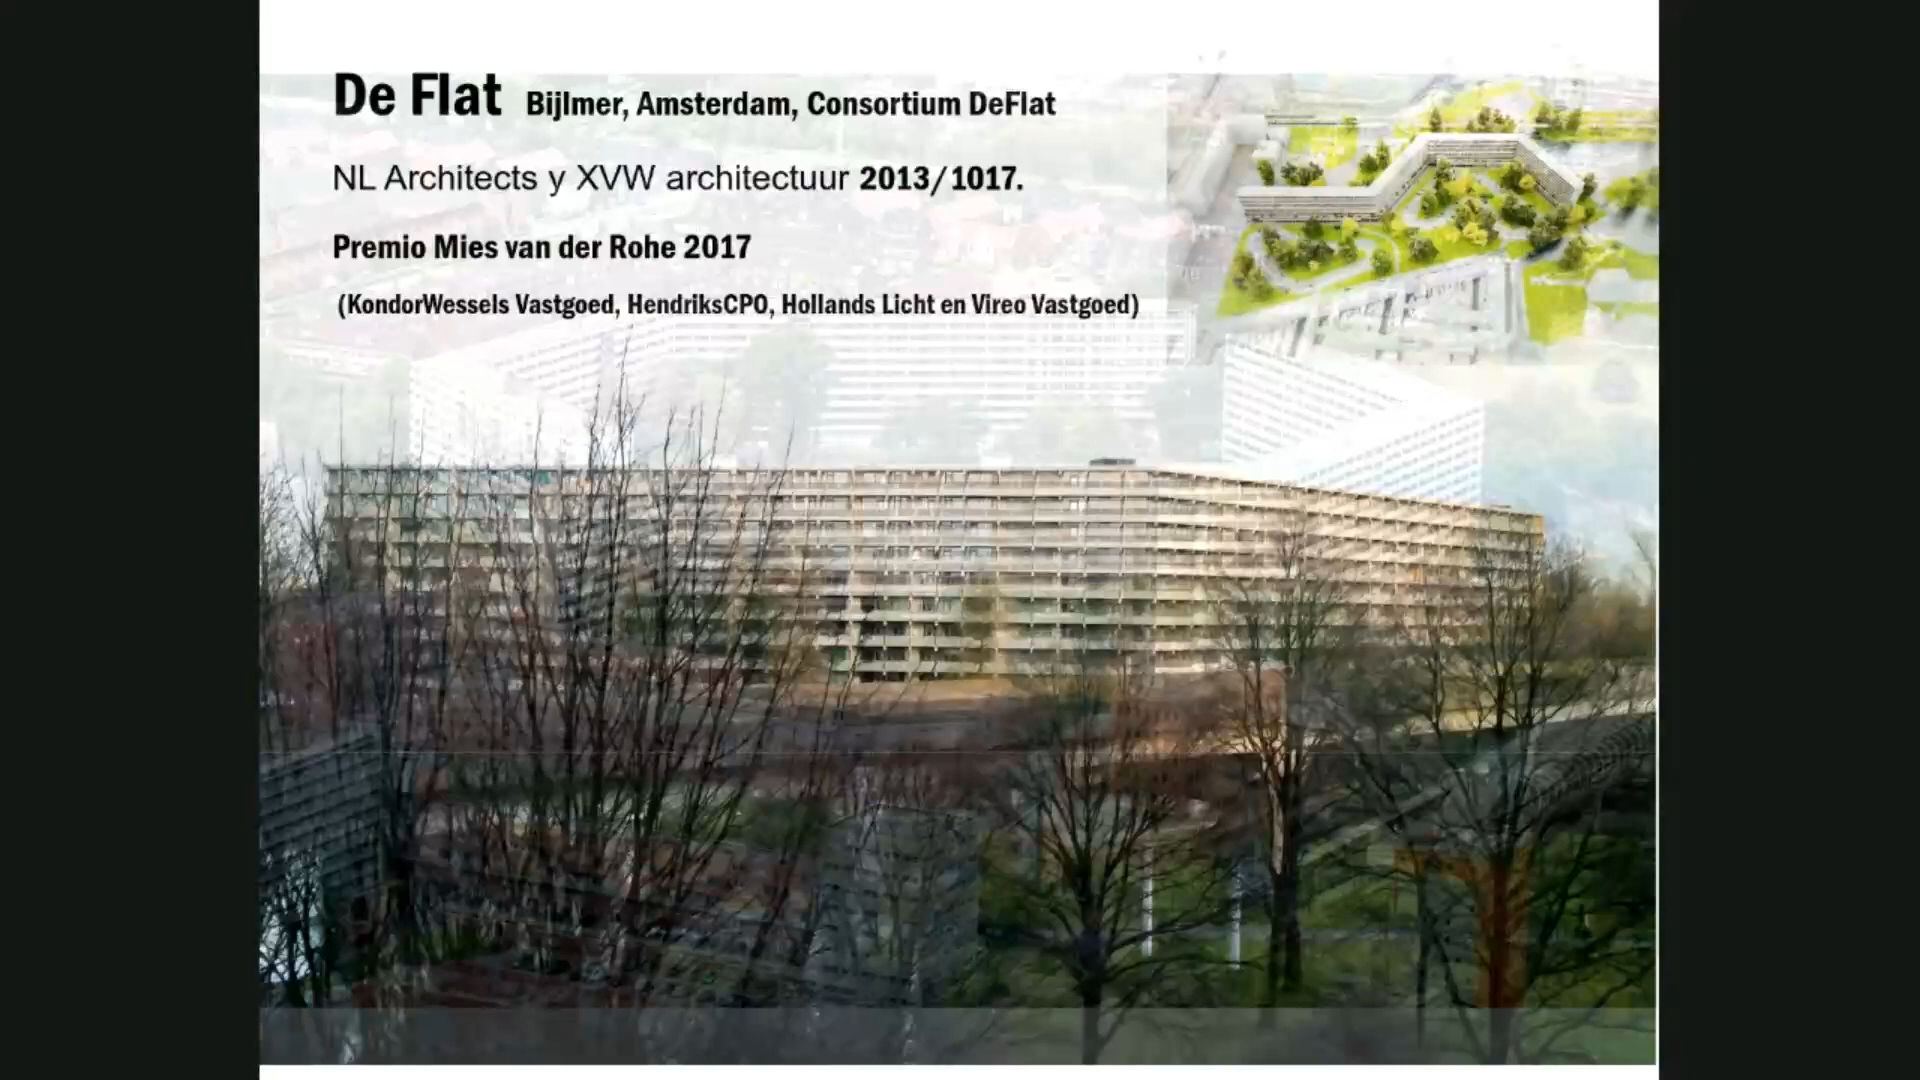 De Flat Bijlmer, Amsterdam, Consortium DeFlat
NL Architects y XVW architectuur 2013/1017.
Premio Mies van der Rohe 2017
(KondorWessels Vastgoed, HendriksCPO, Hollands Licht en Vireo Vastgoed)